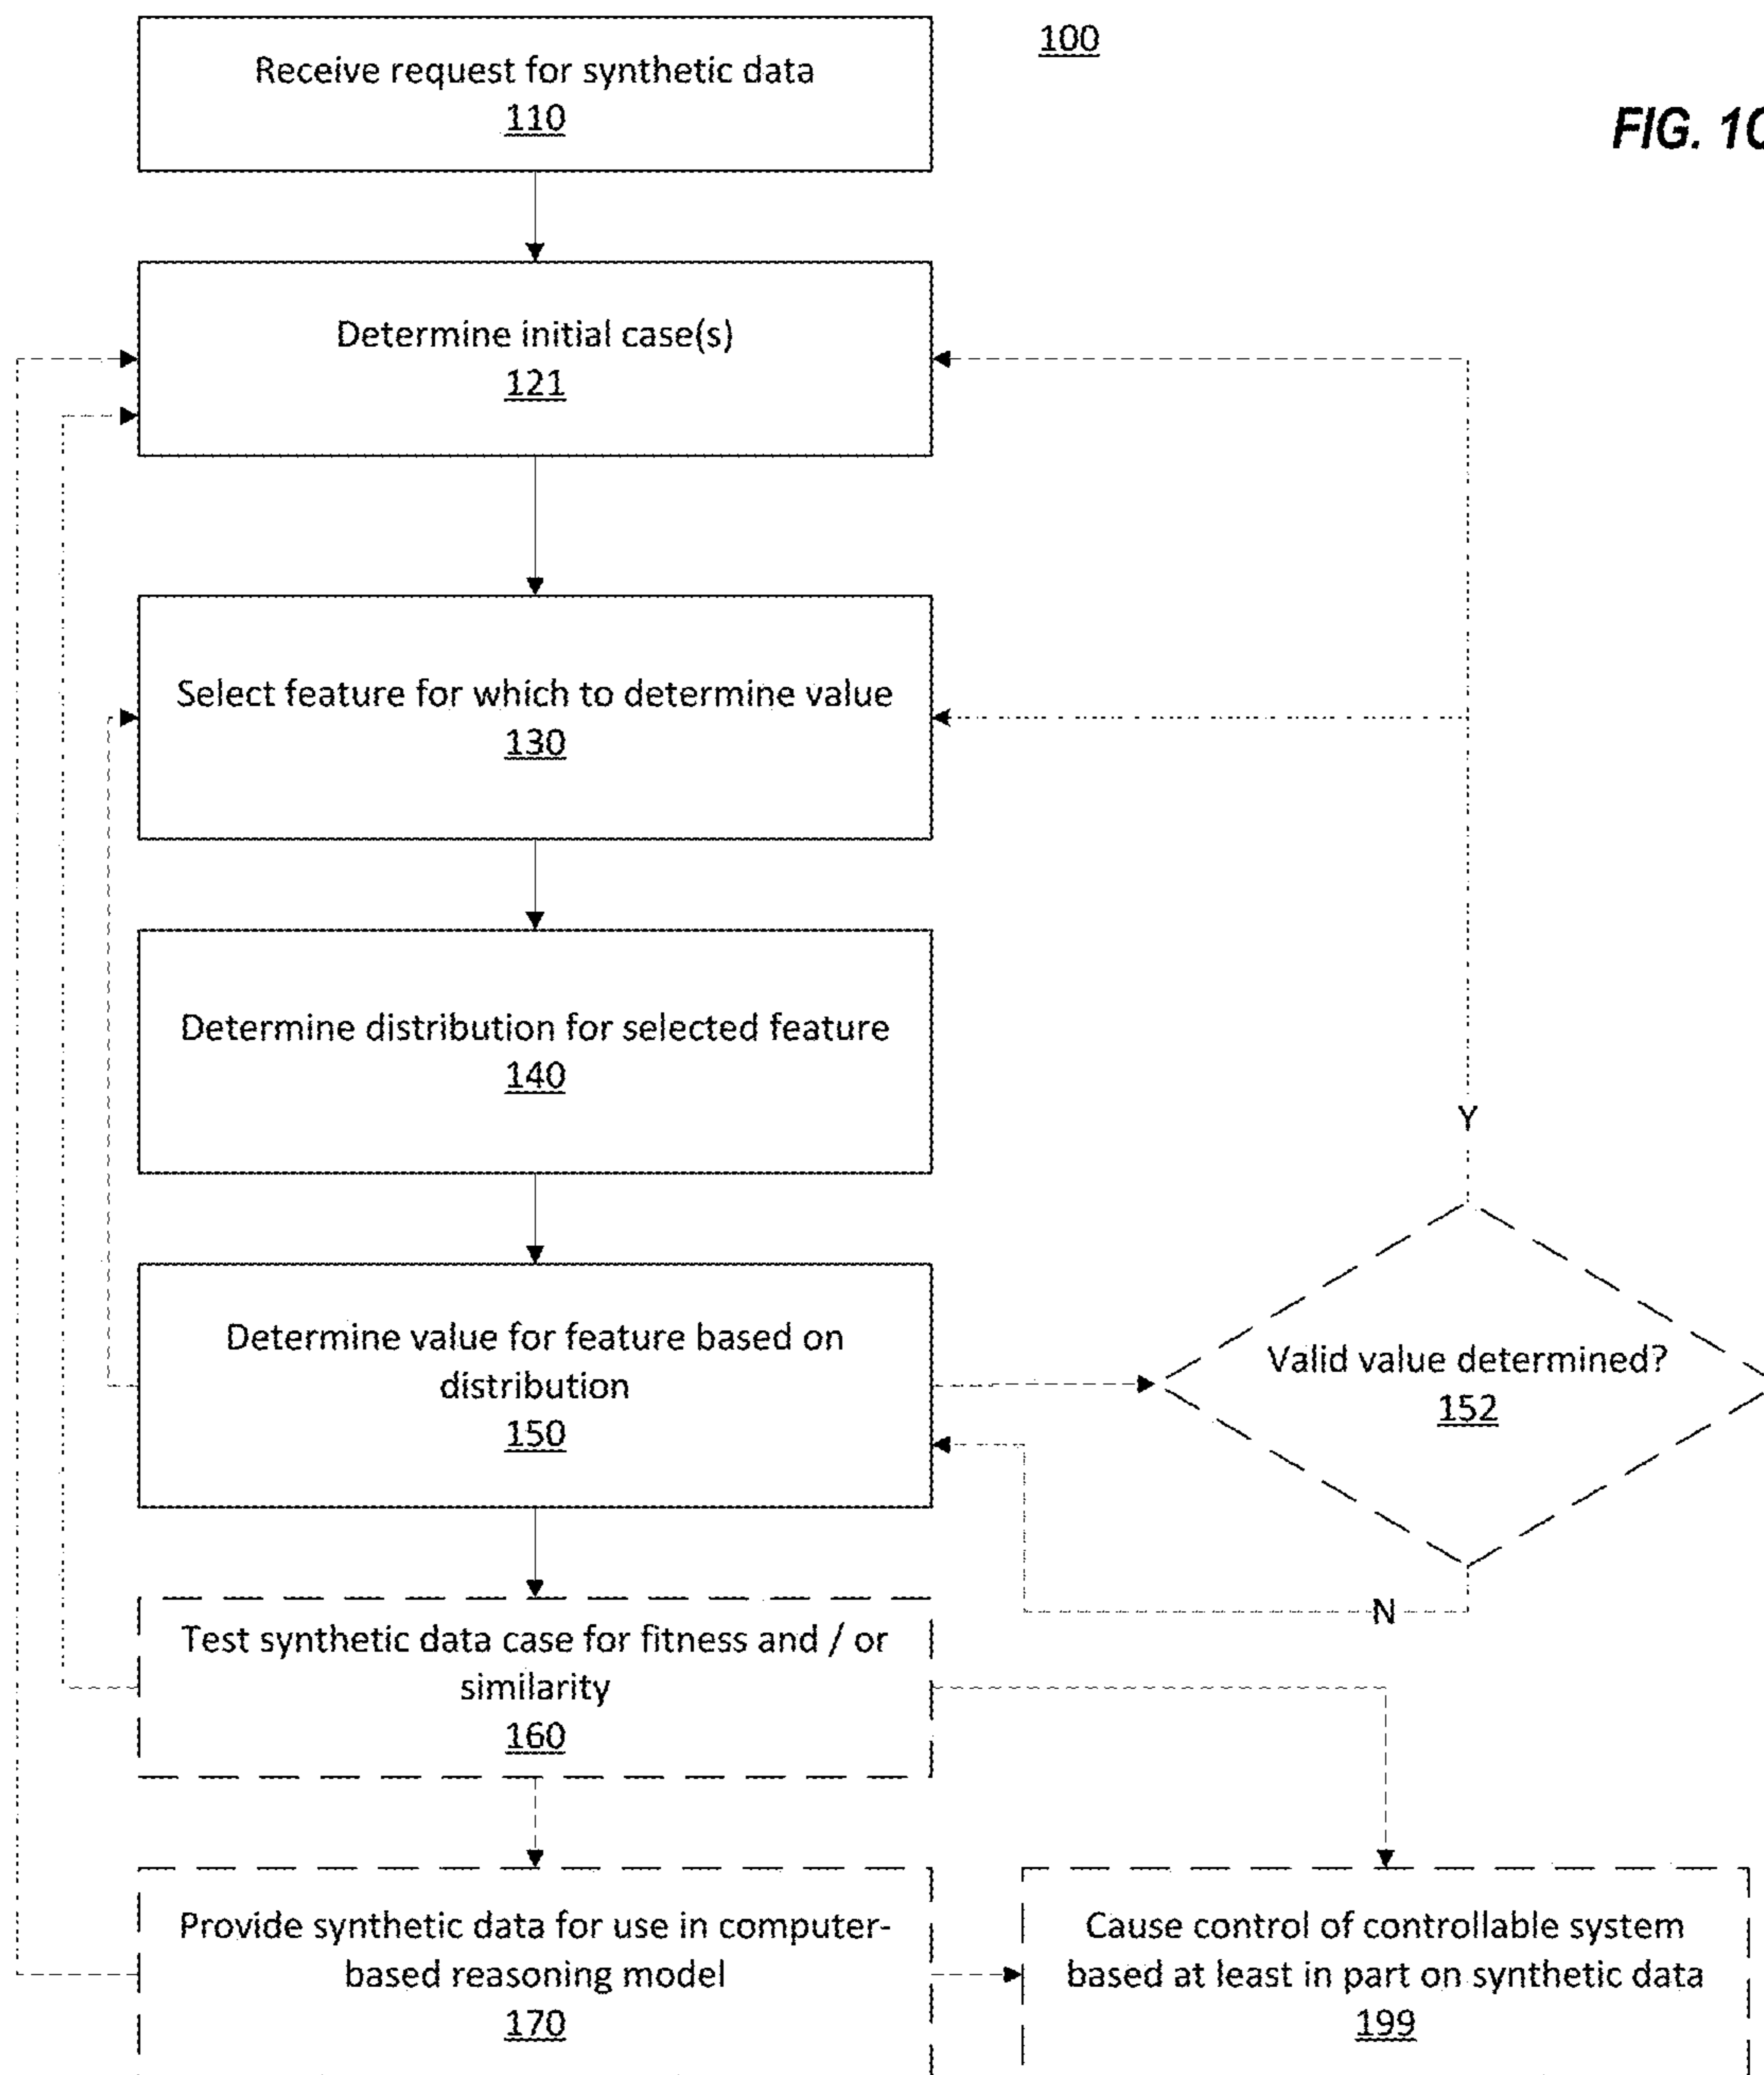 Receive request for synthetic data
110
100
FIG. 1C
Determine initial case(s)
121
Select feature for which to determine value
130
Determine distribution for selected feature
140
Y
Determine value for feature based on
distribution
150
Valid value determined?
152
N
Test synthetic data case for fitness and / or
similarity
160
Provide synthetic data for use in computer-
based reasoning model
170
Cause control of controllable system
based at least in part on synthetic data
199